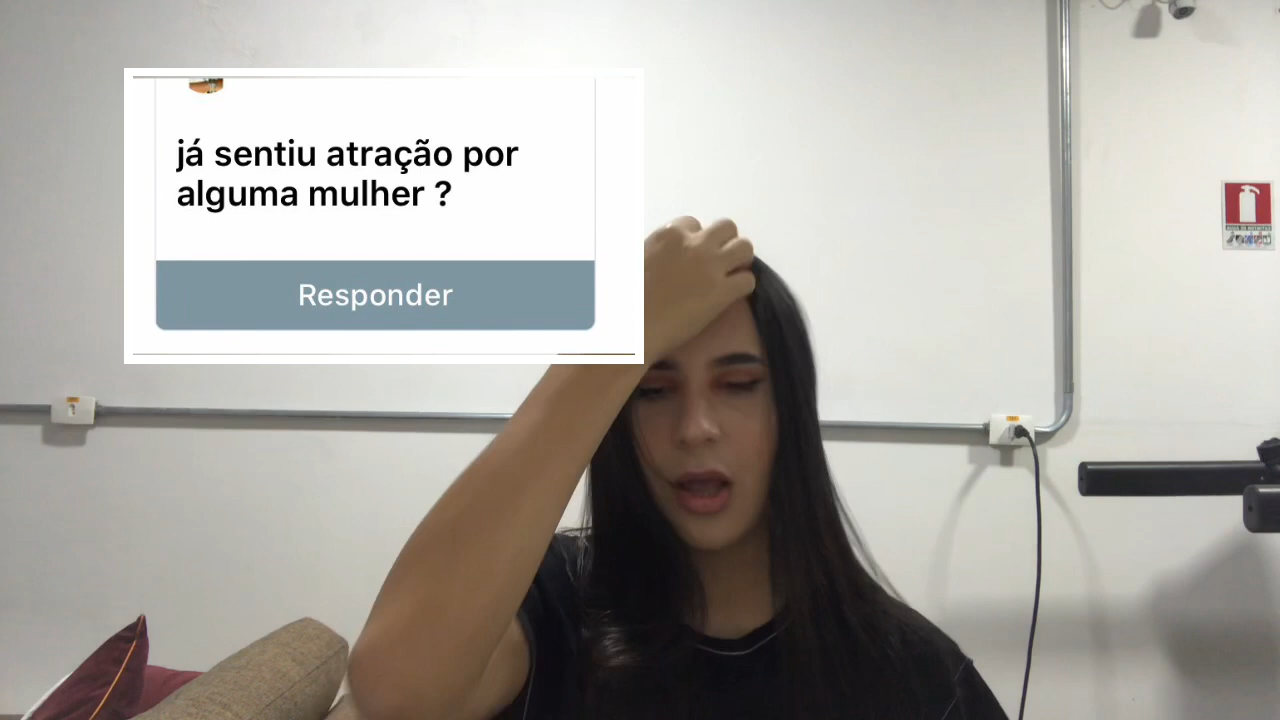 já sentiu atração por
alguma mulher ?
Responder